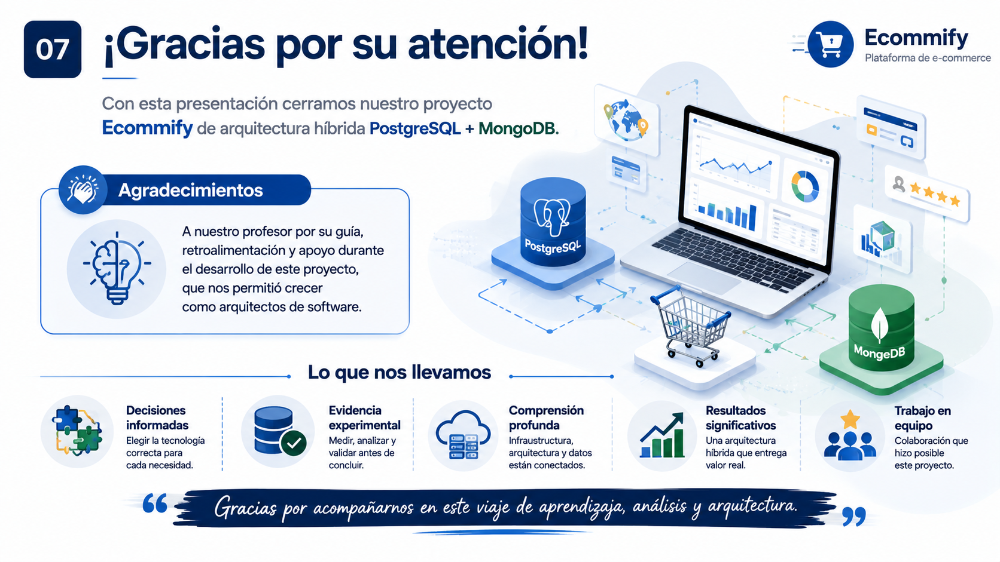 07
¡Gracias por su atención!
Ecommify
Plataforma de e-commerce
Con esta presentación cerramos nuestro proyecto
Ecommify de arquitectura híbrida PostgreSQL + MongoDB.
Agradecimientos
A nuestro profesor por su guía,
retroalimentación y apoyo durante
el desarrollo de este proyecto,
que nos permitió crecer
como arquitectos de software.
PostgreSQL
MongeDB
Lo que nos llevamos
Decisiones
informadas
Elegir la tecnología
correcta para
cada necesidad.
Evidencia
experimental
Medir, analizar y
validar antes de
concluir.
Comprensión
profunda
Infraustructura,
arquitectura y datos
están conectados.
Resultados
significativos
Una arquitectura
híbrida que entrega
valor real.
Trabajo en
equipo
Colaboración que
hizo posible
este proyecto.
“Gracias por acompañarnos en este viaje de aprendizaja, análisis y arquitectura.”